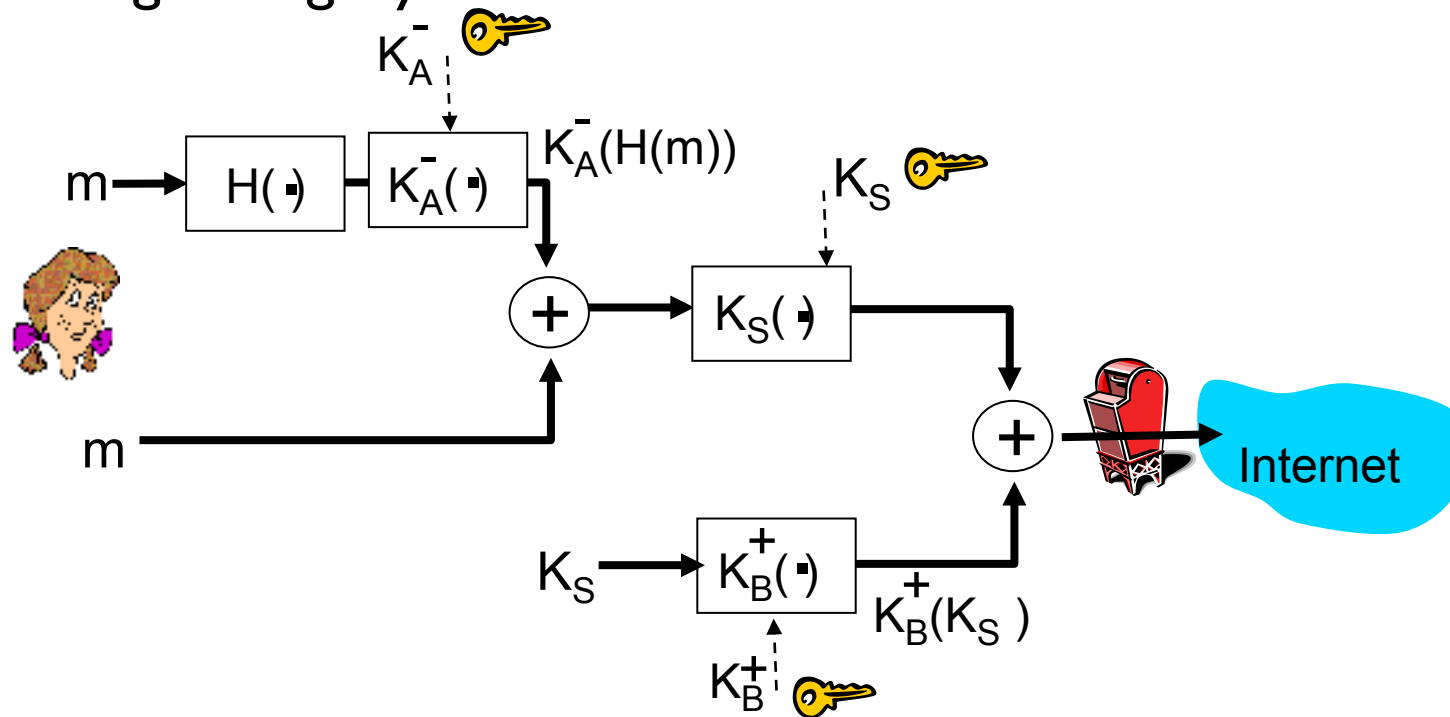 K_A^-
m
H(·)
K_A^-(·)
K_A^-(H(m))
K_S
+
K_S(·)
m
+
Internet
K_S
K_B^+(·)
K_B^+(K_S )
K_B^+